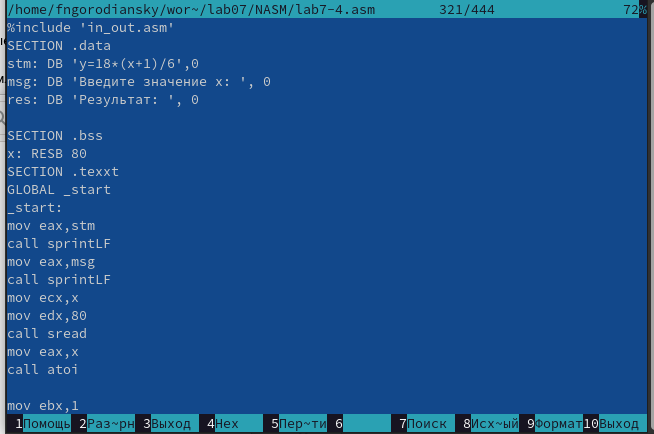 /home/fngorodiansky/wor~/lab07/NASM/lab7-4.asm 321/444 72%
%include 'in_out.asm'
SECTION .data
stm: DB 'y=18*(x+1)/6',0
msg: DB 'Введите значение x: ', 0
res: DB 'Результат: ', 0
SECTION .bss
x: RESB 80
SECTION .texxt
GLOBAL _start
_start:
mov eax,stm
call sprintLF
mov eax,msg
call sprintLF
mov ecx,x
mov edx,80
call sread
mov eax,x
call atoi
mov ebx,1
1Помощь 2Раз~рн 3Выход 4Hex 5Пер~ти 6 7Поиск 8Исх~ый 9Формат 10Выход